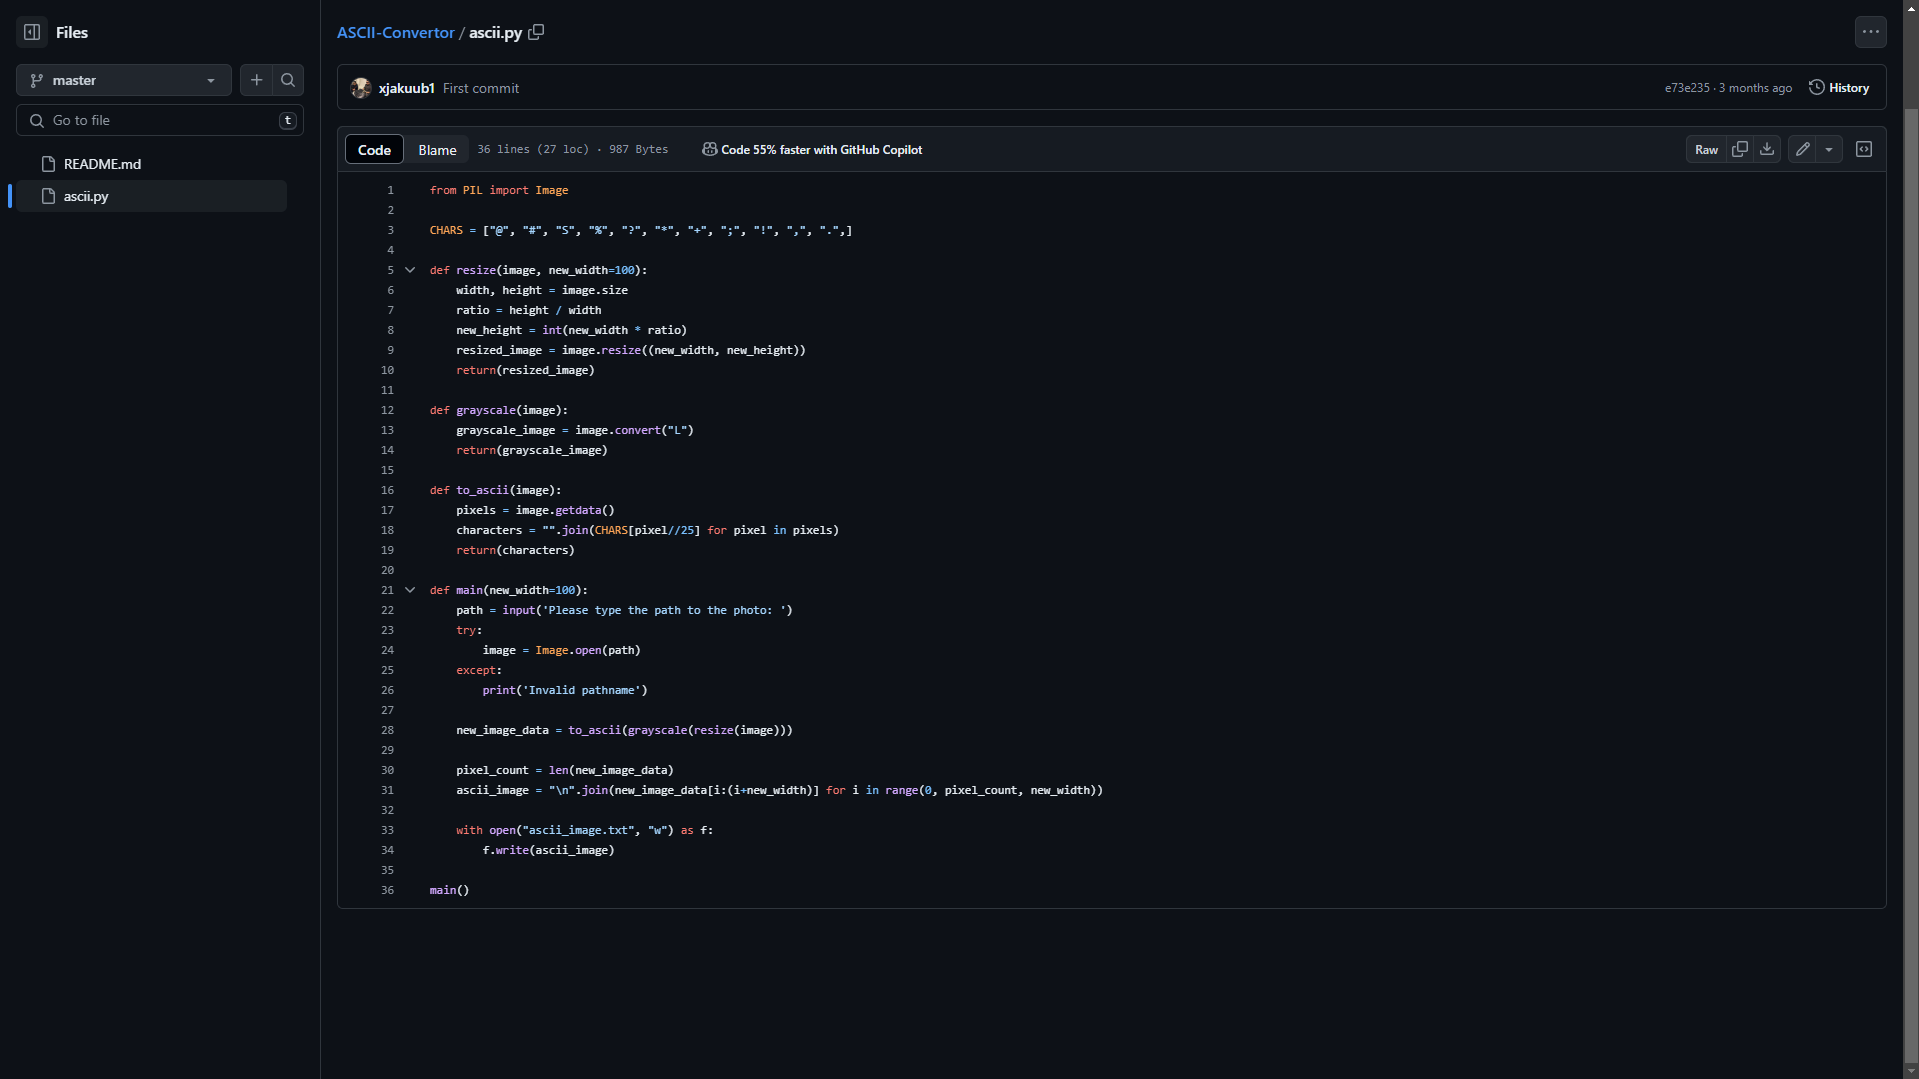 Files
master
Go to file
t
README.md
ascii.py
ASCII-Convertor / ascii.py
xjakuub1 First commit
e73e235 · 3 months ago
History
Code
Blame
36 lines (27 loc) · 987 Bytes
Code 55% faster with GitHub Copilot
Raw
1 from PIL import Image
2
3 CHARS = ["@", "#", "S", "%", "?", "*", "+", ";", "!", ",", ".",]
4
5 def resize(image, new_width=100):
6     width, height = image.size
7     ratio = height / width
8     new_height = int(new_width * ratio)
9     resized_image = image.resize((new_width, new_height))
10     return(resized_image)
11
12 def grayscale(image):
13     grayscale_image = image.convert("L")
14     return(grayscale_image)
15
16 def to_ascii(image):
17     pixels = image.getdata()
18     characters = "".join(CHARS[pixel//25] for pixel in pixels)
19     return(characters)
20
21 def main(new_width=100):
22     path = input('Please type the path to the photo: ')
23     try:
24         image = Image.open(path)
25     except:
26         print('Invalid pathname')
27
28     new_image_data = to_ascii(grayscale(resize(image)))
29
30     pixel_count = len(new_image_data)
31     ascii_image = "\n".join(new_image_data[i:(i+new_width)] for i in range(0, pixel_count, new_width))
32
33     with open("ascii_image.txt", "w") as f:
34         f.write(ascii_image)
35
36 main()